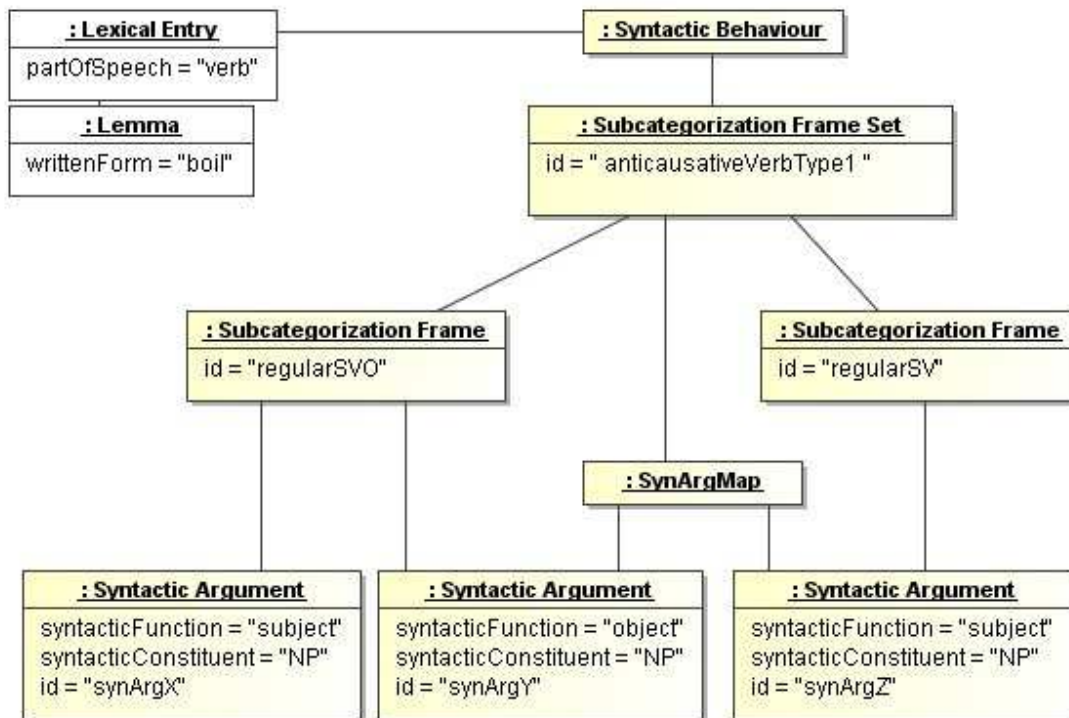 : Lexical Entry
partOfSpeech = "verb"
: Lemma
writtenForm = "boil"
: Syntactic Behaviour
: Subcategorization Frame Set
id = " anticausativeVerbType1 "
: Subcategorization Frame
id = "regularSVO"
: Subcategorization Frame
id = "regularSV"
: SynArgMap
: Syntactic Argument
syntacticFunction = "subject"
syntacticConstituent = "NP"
id = "synArgX"
: Syntactic Argument
syntacticFunction = "object"
syntacticConstituent = "NP"
id = "synArgY"
: Syntactic Argument
syntacticFunction = "subject"
syntacticConstituent = "NP"
id = "synArgZ"